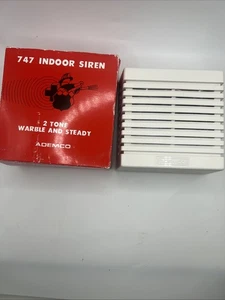 747 INDOOR SIREN
2 TONE
WARBLE AND STEADY
ADEMCO